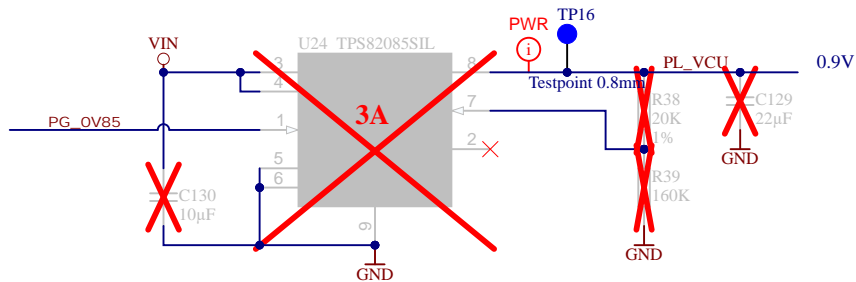 TP16
PWR
i
VIN
U24 TPS82085SIL
PL_VCU
0.9V
3
8
Testpoint 0.8mm
4
3A
7
R38
C129
PG_0V85
1
20K
22µF
2
1%
GND
5
6
R39
C130
160K
10µF
9
GND
GND